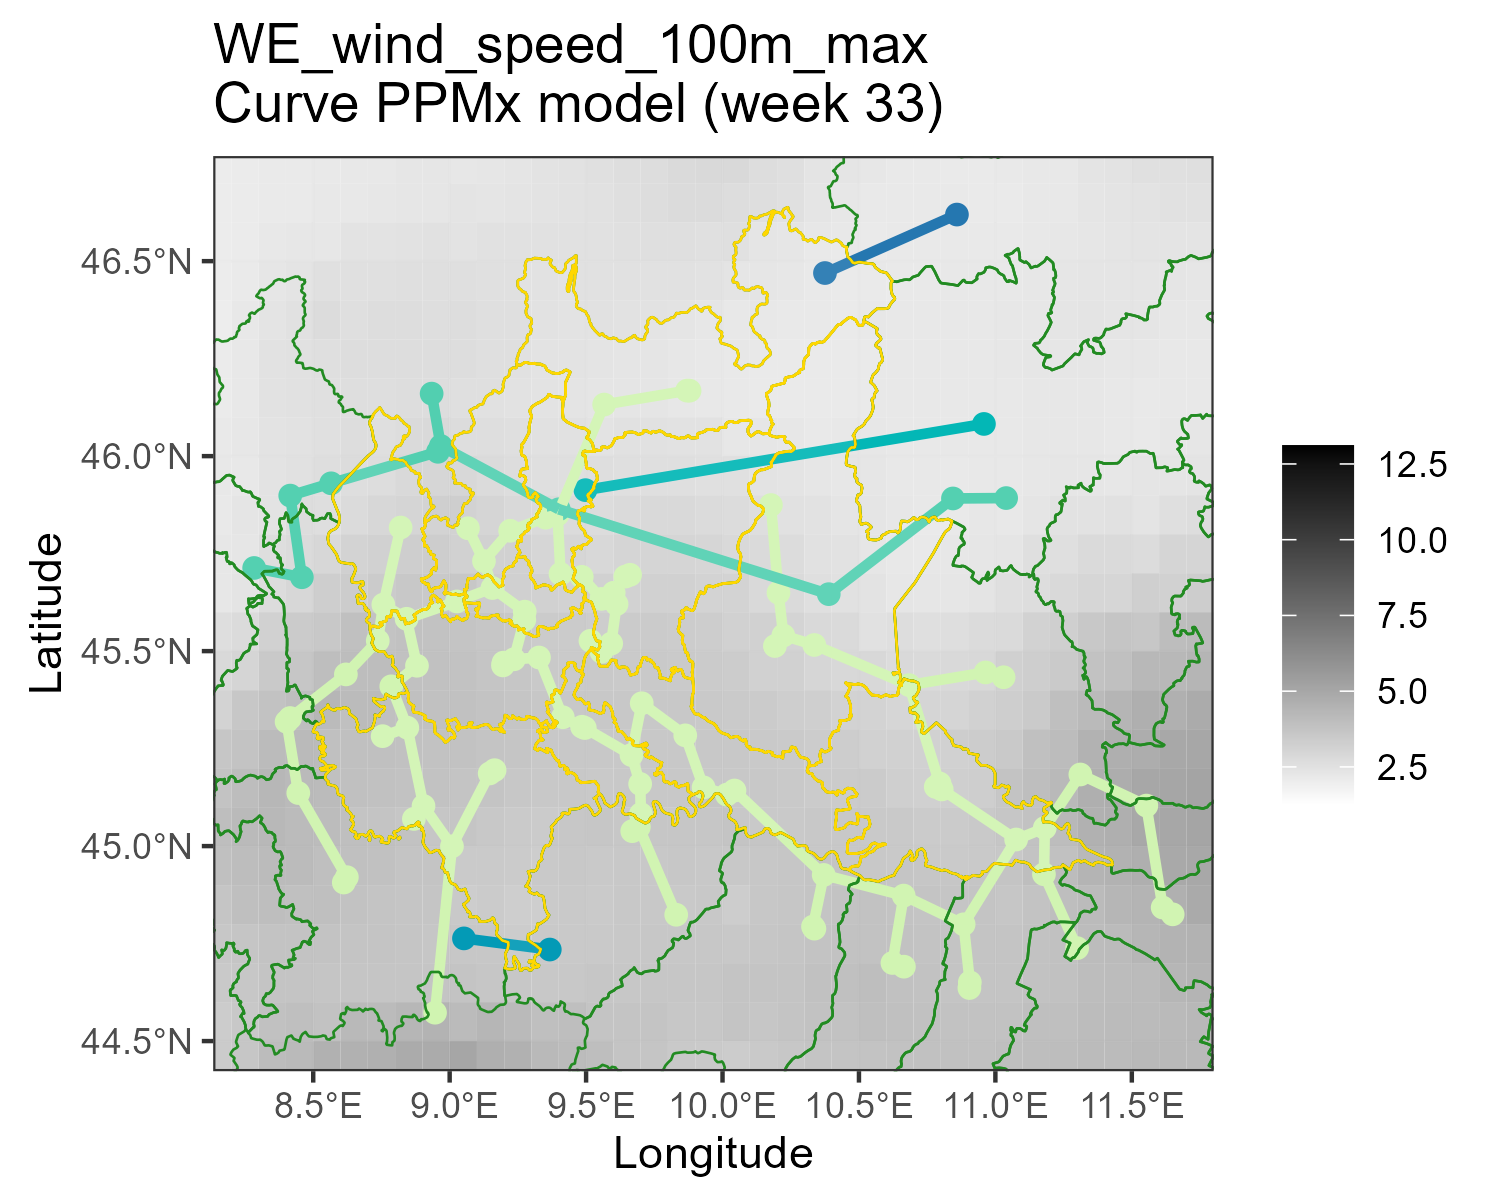 WE_wind_speed_100m_max
Curve PPMx model (week 33)
46.5°N
46.0°N
45.5°N
45.0°N
44.5°N
Latitude
8.5°E 9.0°E 9.5°E 10.0°E 10.5°E 11.0°E 11.5°E
Longitude
12.5
10.0
7.5
5.0
2.5